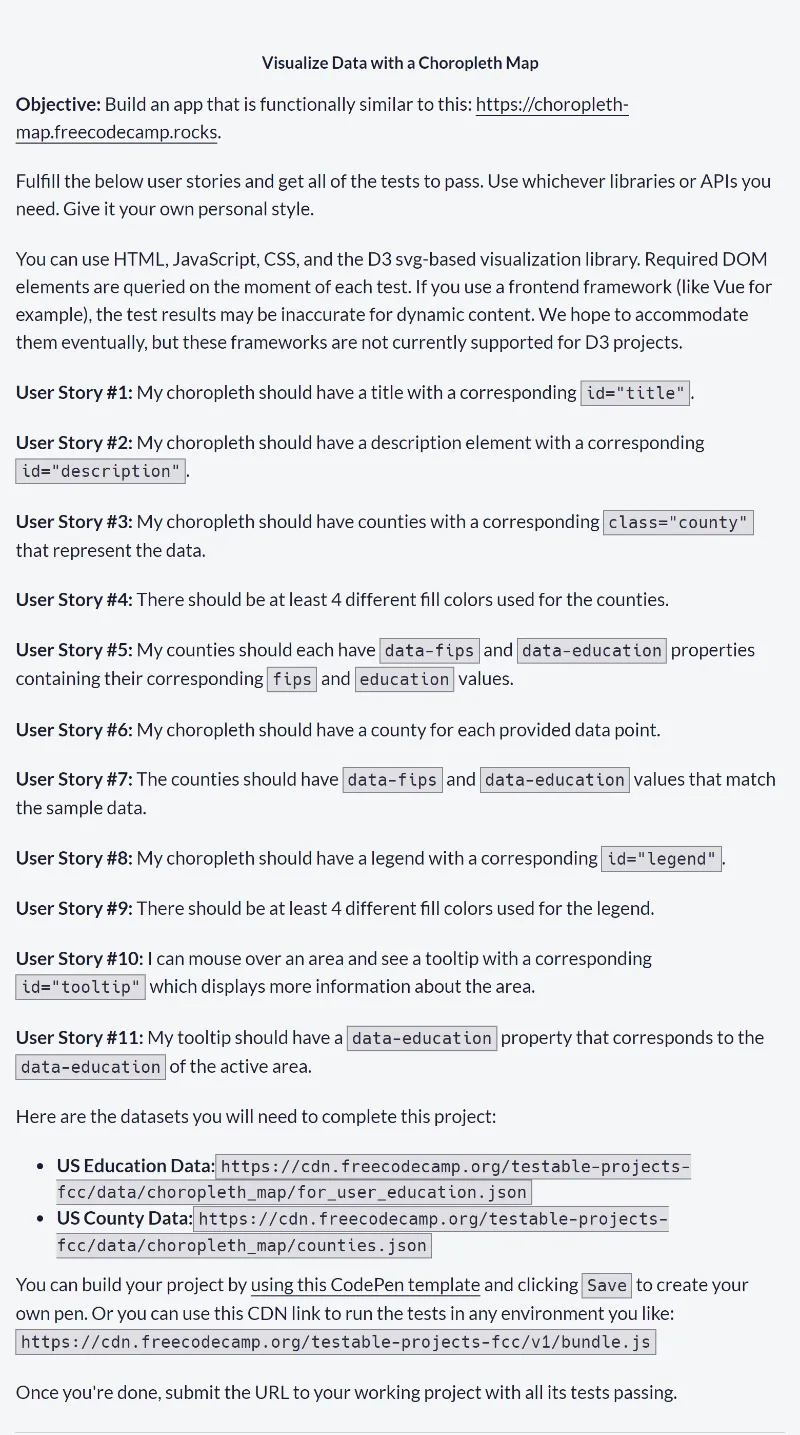 Visualize Data with a Choropleth Map
Objective: Build an app that is functionally similar to this: https://choropleth-
map.freecodecamp.rocks.
Fulfill the below user stories and get all of the tests to pass. Use whichever libraries or APIs you
need. Give it your own personal style.
You can use HTML, JavaScript, CSS, and the D3 svg-based visualization library. Required DOM
elements are queried on the moment of each test. If you use a frontend framework (like Vue for
example), the test results may be inaccurate for dynamic content. We hope to accommodate
them eventually, but these frameworks are not currently supported for D3 projects.
User Story #1: My choropleth should have a title with a corresponding id="title".
User Story #2: My choropleth should have a description element with a corresponding
id="description".
User Story #3: My choropleth should have counties with a corresponding class="county"
that represent the data.
User Story #4: There should be at least 4 different fill colors used for the counties.
User Story #5: My counties should each have data-fips and data-education properties
containing their corresponding fips and education values.
User Story #6: My choropleth should have a county for each provided data point.
User Story #7: The counties should have data-fips and data-education values that match
the sample data.
User Story #8: My choropleth should have a legend with a corresponding id="legend".
User Story #9: There should be at least 4 different fill colors used for the legend.
User Story #10: I can mouse over an area and see a tooltip with a corresponding
id="tooltip" which displays more information about the area.
User Story #11: My tooltip should have a data-education property that corresponds to the
data-education of the active area.
Here are the datasets you will need to complete this project:
• US Education Data: https://cdn.freecodecamp.org/testable-projects-
fcc/data/choropleth_map/for_user_education.json
• US County Data: https://cdn.freecodecamp.org/testable-projects-
fcc/data/choropleth_map/counties.json
You can build your project by using this CodePen template and clicking Save to create your
own pen. Or you can use this CDN link to run the tests in any environment you like:
https://cdn.freecodecamp.org/testable-projects-fcc/v1/bundle.js
Once you're done, submit the URL to your working project with all its tests passing.